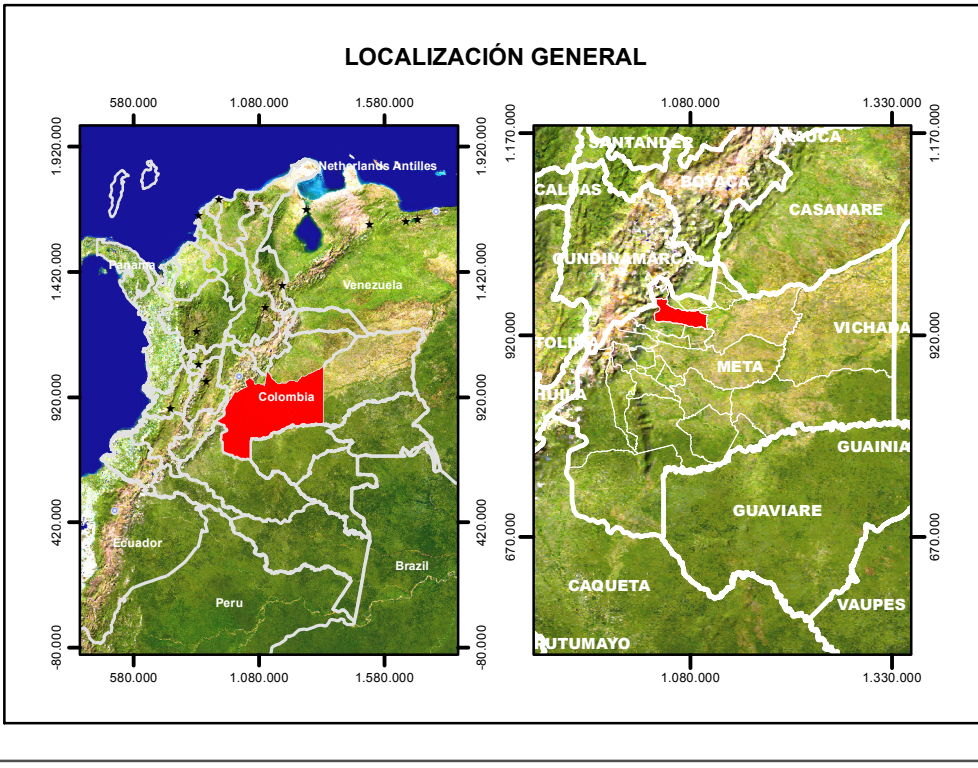 LOCALIZACIÓN GENERAL
580.000 1.080.000 1.580.000
1.920.000 1.920.000
1.420.000 1.420.000
920.000 920.000
420.000 420.000
-80.000 -80.000
Netherlands Antilles
Panama
Venezuela
Colombia
Ecuador
Brazil
Peru
580.000 1.080.000 1.580.000
1.080.000 1.330.000
1.170.000 1.170.000
920.000 920.000
670.000 670.000
SANTANDER
ARAUCA
CALDAS
BOYACA
CASANARE
CUNDINAMARCA
VICHADA
TOLIMA
META
HUILA
GUAINIA
GUAVIARE
CAQUETA
VAUPES
PUTUMAYO
1.080.000 1.330.000